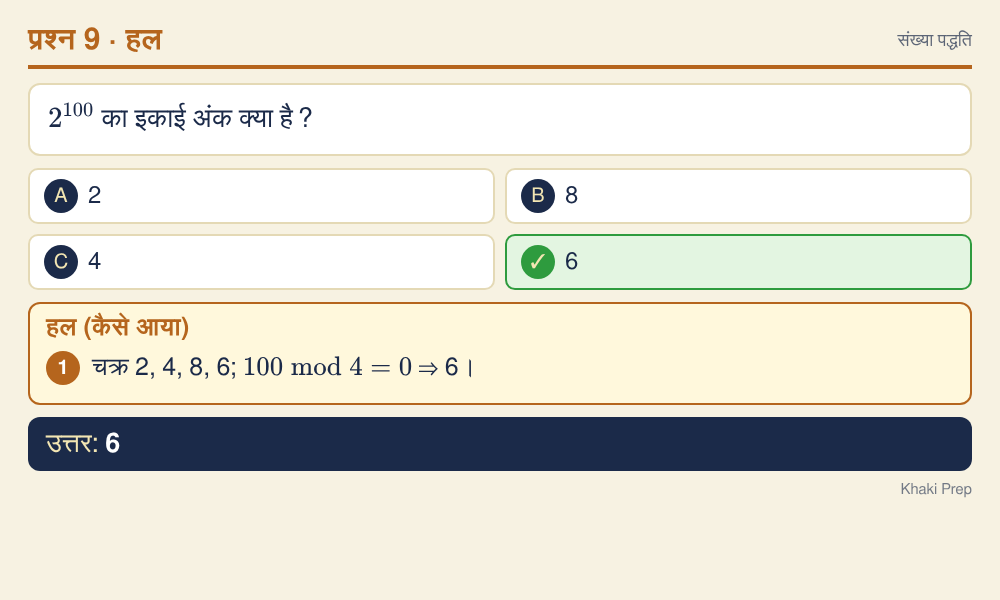 प्रश्न 9 · हल
संख्या पद्धति
2^100 का इकाई अंक क्या है ?
A 2
B 8
C 4
✓ 6
हल (कैसे आया)
1 चक्र 2, 4, 8, 6; 100 mod 4 = 0 ⇒ 6 ।
उत्तर: 6
Khaki Prep